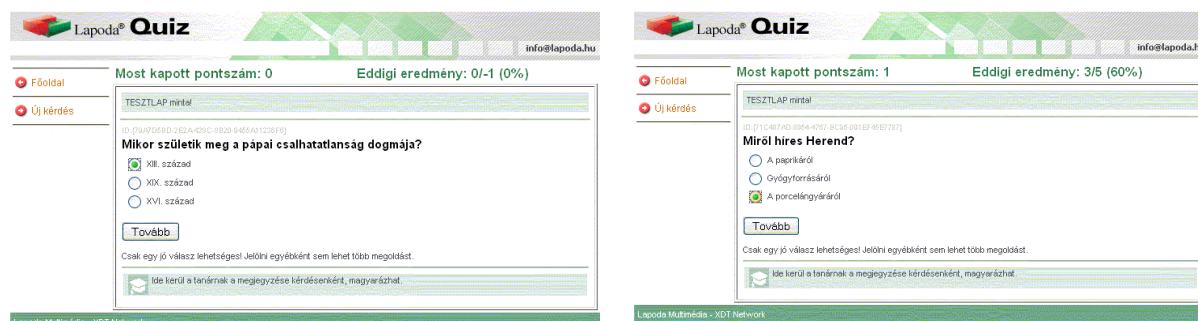 Lapoda® Quiz
info@lapoda.hu
Főoldal
Új kérdés
Most kapott pontszám: 0
Eddigi eredmény: 0/-1 (0%)
TESZTLAP minta!
Mikor születik meg a pápai csalhatatlanság dogmája?
XIII. század
XIX. század
XVI. század
Tovább
Csak egy jó válasz lehetséges! Jelölni egyébként sem lehet több megoldást.
Ide kerül a tanárnak a megjegyzése kérdésenként, magyarázhat.
Lapoda Multimédia - XDT Network
Lapoda® Quiz
info@lapoda.h
Főoldal
Új kérdés
Most kapott pontszám: 1
Eddigi eredmény: 3/5 (60%)
TESZTLAP minta!
Miről híres Herend?
A paprikáról
Gyógyforrásáról
A porcelángyáráról
Tovább
Csak egy jó válasz lehetséges! Jelölni egyébként sem lehet több megoldást.
Ide kerül a tanárnak a megjegyzése kérdésenként, magyarázhat.
Lapoda Multimédia - XDT Network